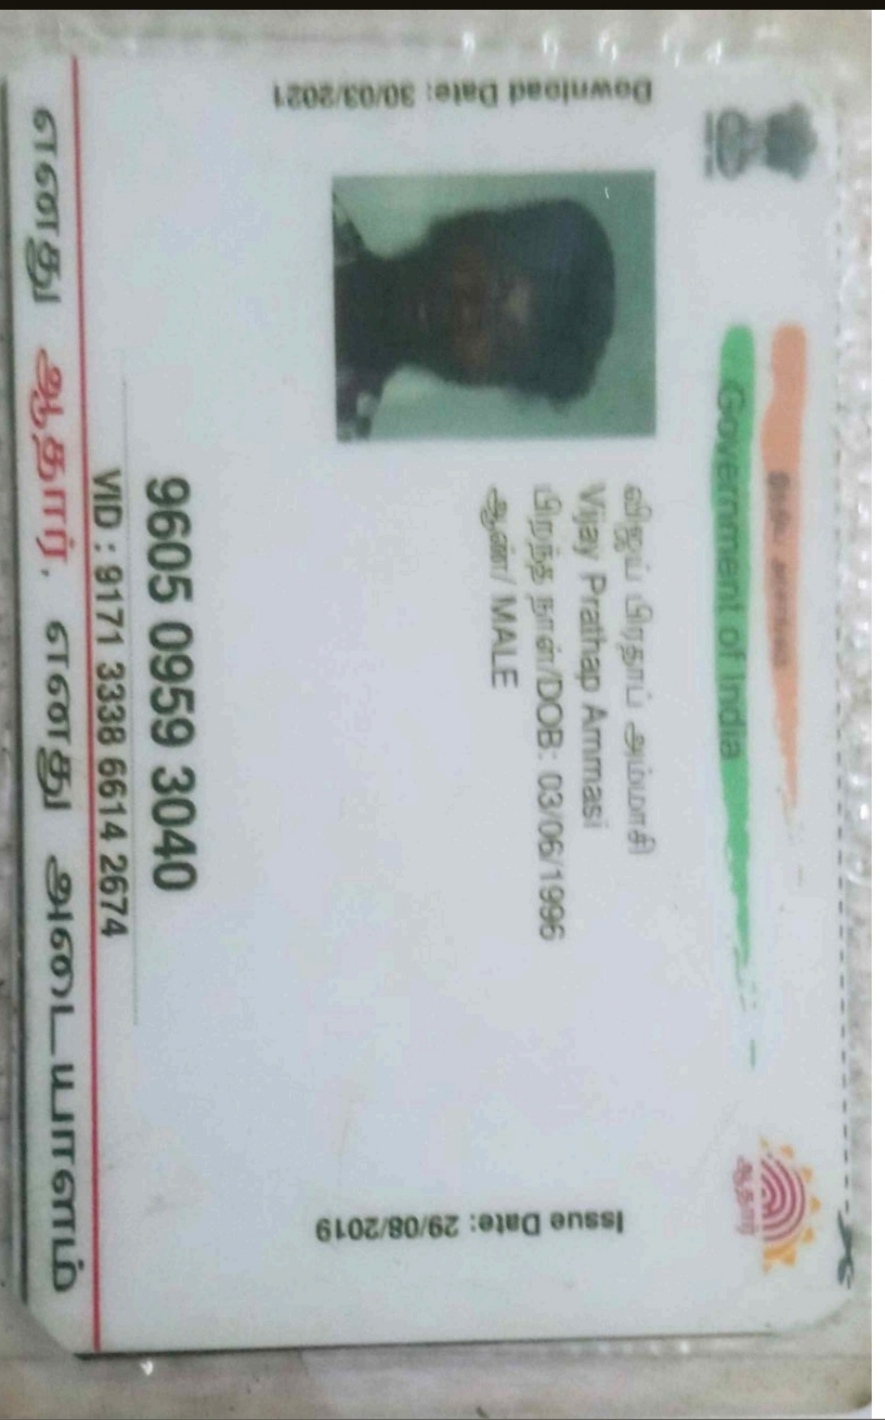 Government of India
ஆதார்
Download Date: 30/03/2021
Issue Date: 29/08/2019
விஜய் பிரதாப் அம்மாசி
Vijay Prathap Ammasi
பிறந்த நாள்/DOB: 03/06/1996
ஆண்/ MALE
9605 0959 3040
VID : 9171 3338 6614 2674
எனது ஆதார், எனது அடையாளம்